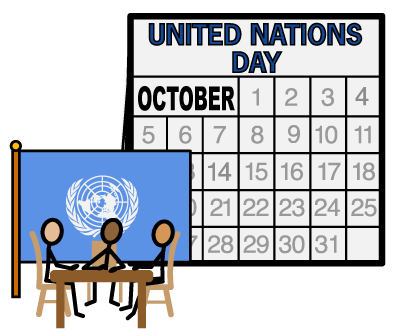 UNITED NATIONS
DAY
OCTOBER 1 2 3 4
5 6 7 8 9 10 11
14 15 16 17 18
21 22 23 24 25
28 29 30 31